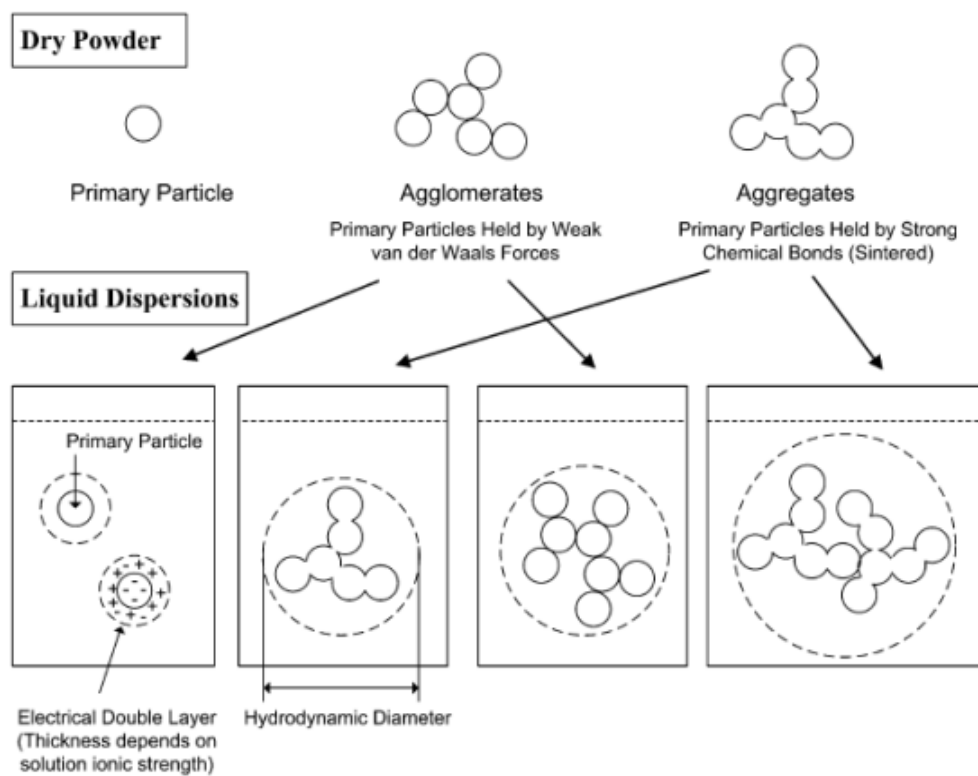 Dry Powder
Primary Particle
Agglomerates
Primary Particles Held by Weak
van der Waals Forces
Aggregates
Primary Particles Held by Strong
Chemical Bonds (Sintered)
Liquid Dispersions
Primary Particle
Electrical Double Layer
(Thickness depends on
solution ionic strength)
Hydrodynamic Diameter